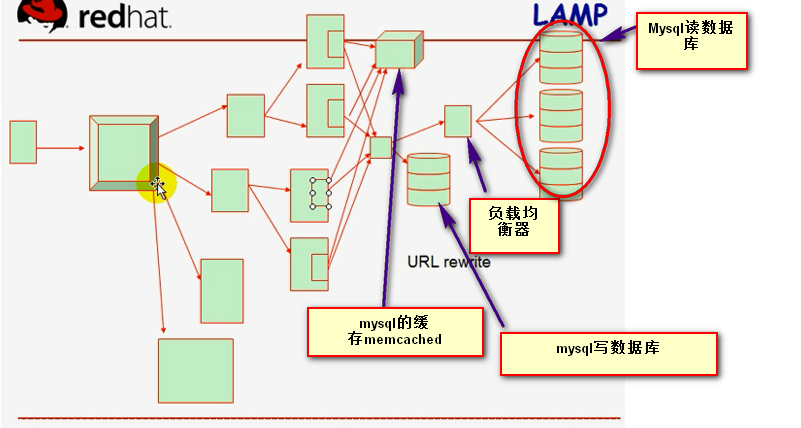 redhat.
LAMP
Mysql读数据
库
负载均
衡器
URL rewrite
mysql的缓
存memcached
mysql写数据库